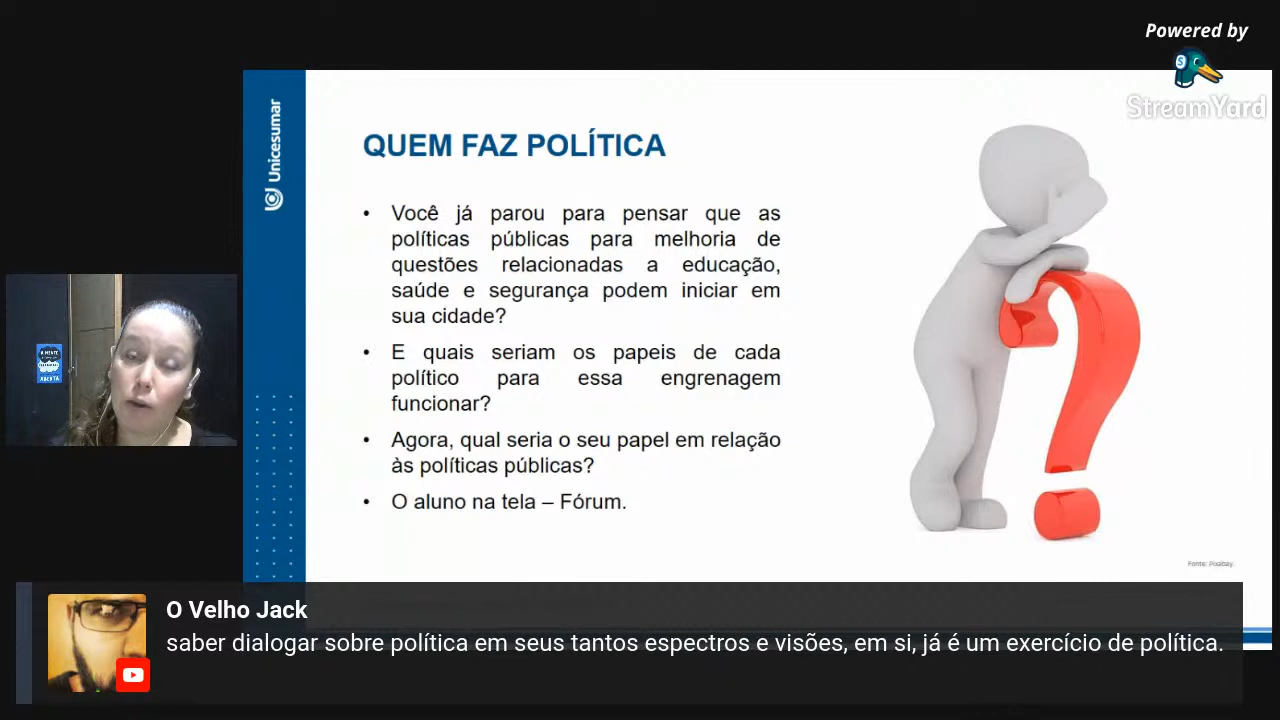 Powered by
StreamYard
Unicesumar
QUEM FAZ POLÍTICA
• Você já parou para pensar que as
políticas públicas para melhoria de
questões relacionadas a educação,
saúde e segurança podem iniciar em
sua cidade?
• E quais seriam os papeis de cada
político para essa engrenagem
funcionar?
• Agora, qual seria o seu papel em relação
às políticas públicas?
• O aluno na tela – Fórum.
A MENTE
ABERTA
Fonte: Pixabay.
O Velho Jack
saber dialogar sobre política em seus tantos espectros e visões, em si, já é um exercício de política.